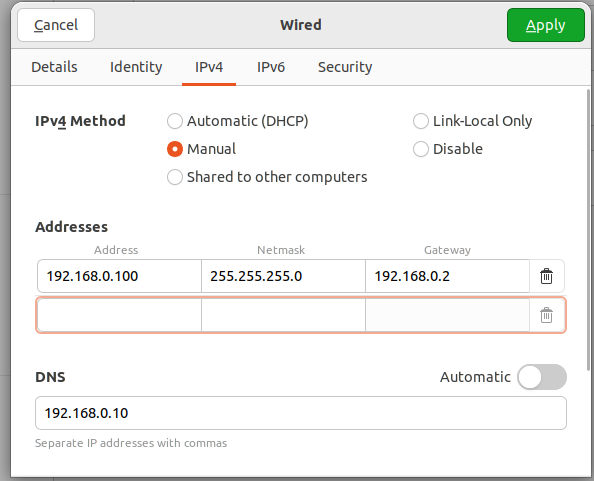 Cancel Wired Apply
Details Identity IPv4 IPv6 Security
IPv4 Method Automatic (DHCP) Link-Local Only
Manual Disable
Shared to other computers
Addresses
Address Netmask Gateway
192.168.0.100 255.255.255.0 192.168.0.2
DNS Automatic
192.168.0.10
Separate IP addresses with commas